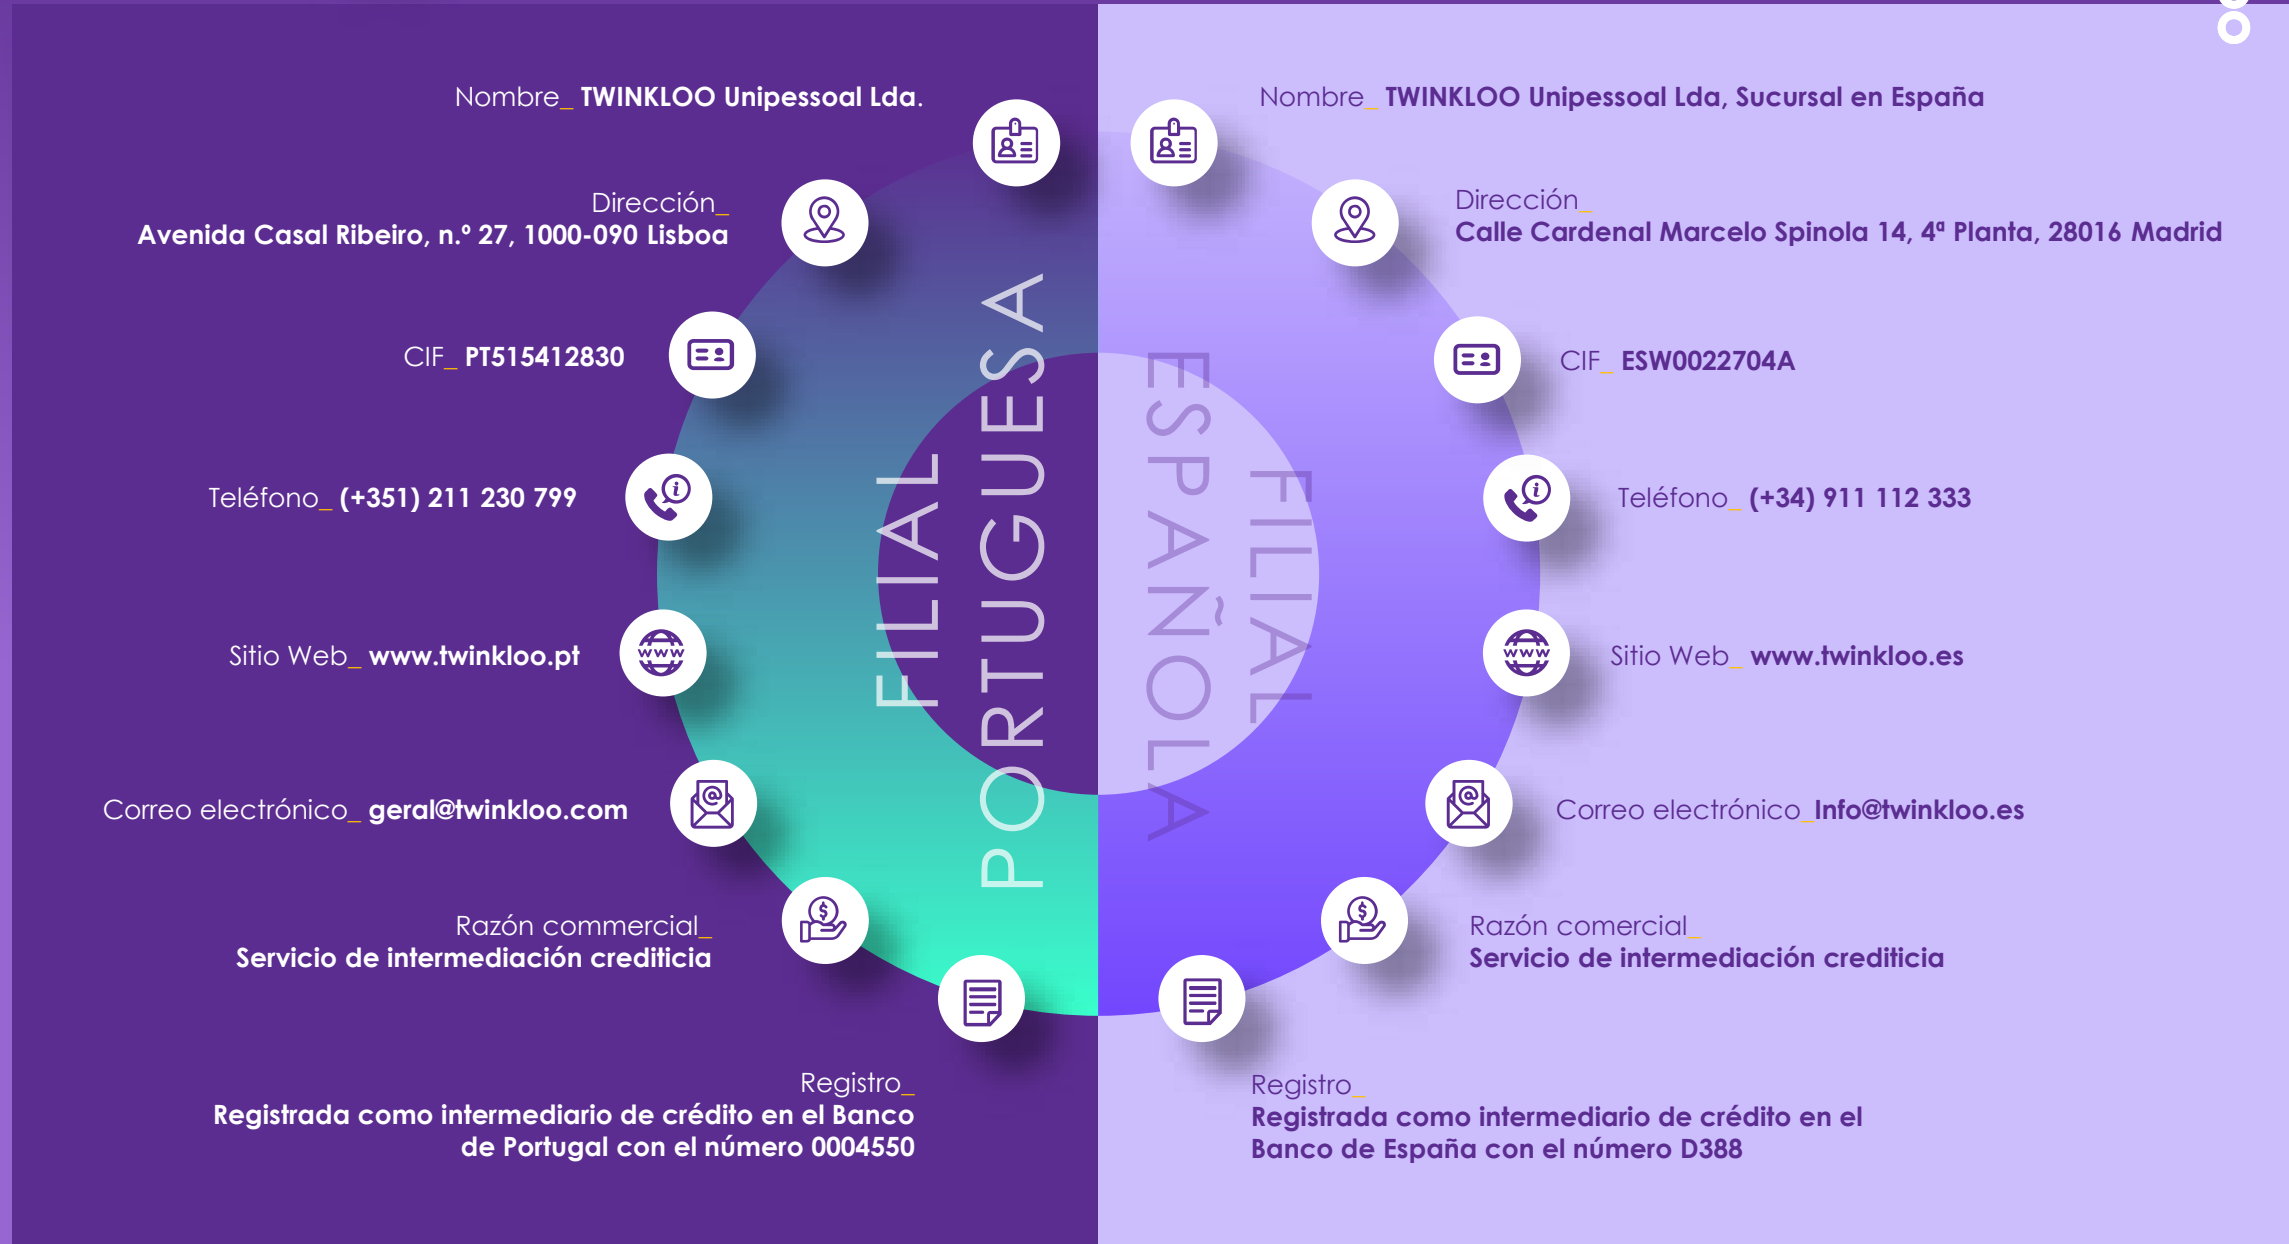 Nombre_ TWINKLOO Unipessoal Lda.
Dirección_
Avenida Casal Ribeiro, n.º 27, 1000-090 Lisboa
CIF_ PT515412830
Teléfono_ (+351) 211 230 799
Sitio Web_ www.twinkloo.pt
Correo electrónico_ geral@twinkloo.com
Razón commercial_
Servicio de intermediación crediticia
Registro_
Registrada como intermediario de crédito en el Banco
de Portugal con el número 0004550
FILIAL
PORTUGUESA
Nombre_ TWINKLOO Unipessoal Lda, Sucursal en España
Dirección_
Calle Cardenal Marcelo Spinola 14, 4ª Planta, 28016 Madrid
CIF_ ESW0022704A
Teléfono_ (+34) 911 112 333
Sitio Web_ www.twinkloo.es
Correo electrónico_Info@twinkloo.es
Razón comercial_
Servicio de intermediación crediticia
Registro_
Registrada como intermediario de crédito en el
Banco de España con el número D388
FILIAL
ESPAÑOLA